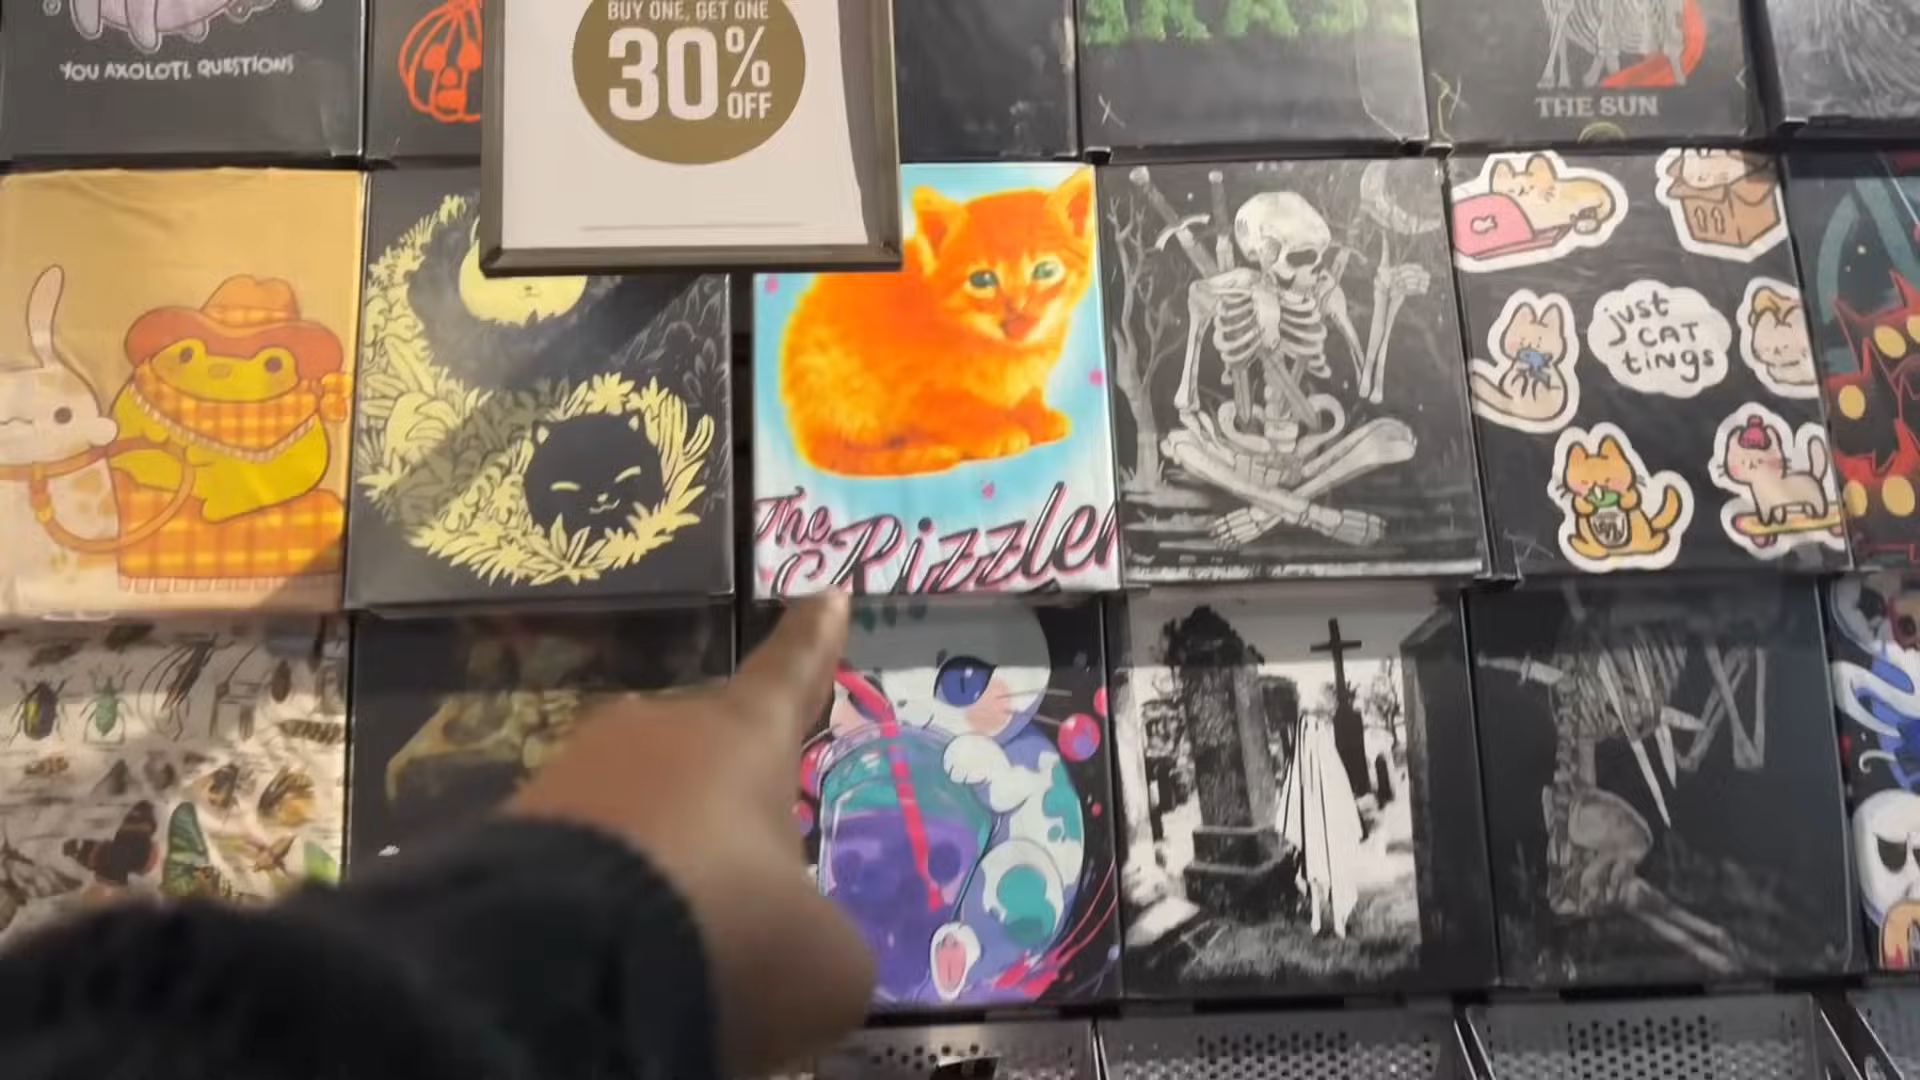 BUY ONE, GET ONE
30%
OFF
YOU AXOLOTL QUESTIONS
THE SUN
just
CAT
tings
The
Rizzler